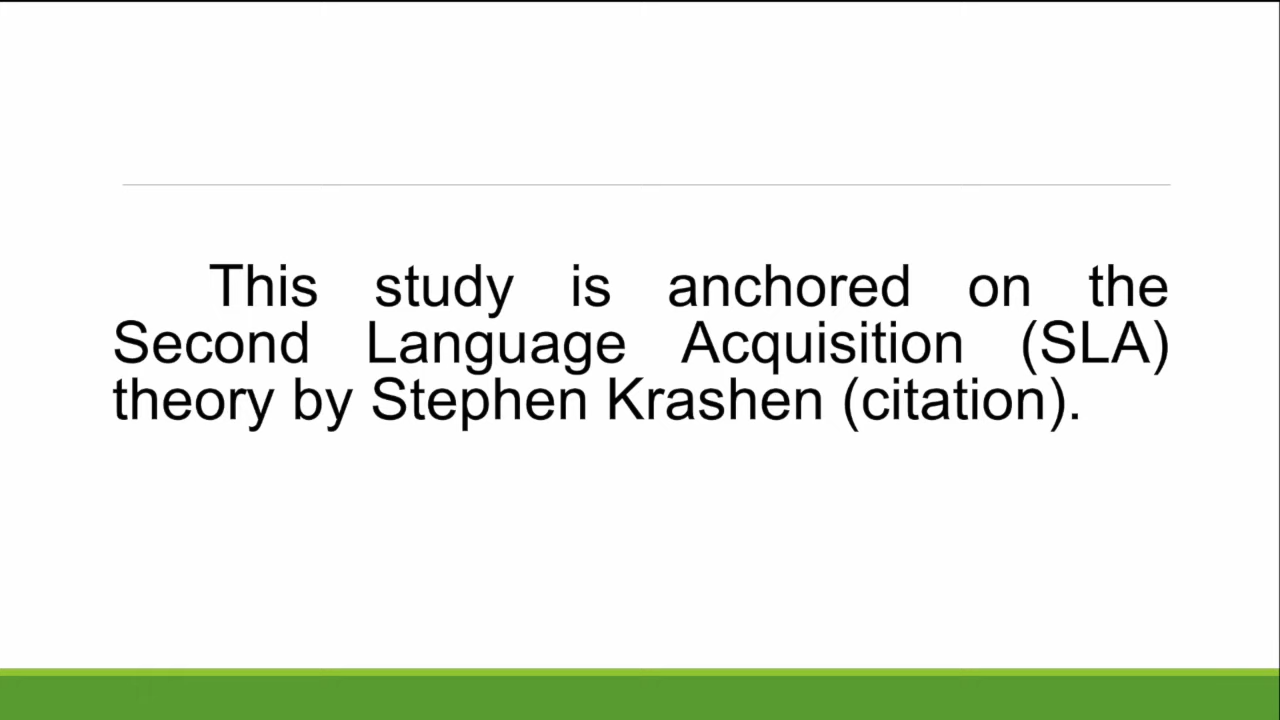 This study is anchored on the
Second Language Acquisition (SLA)
theory by Stephen Krashen (citation).